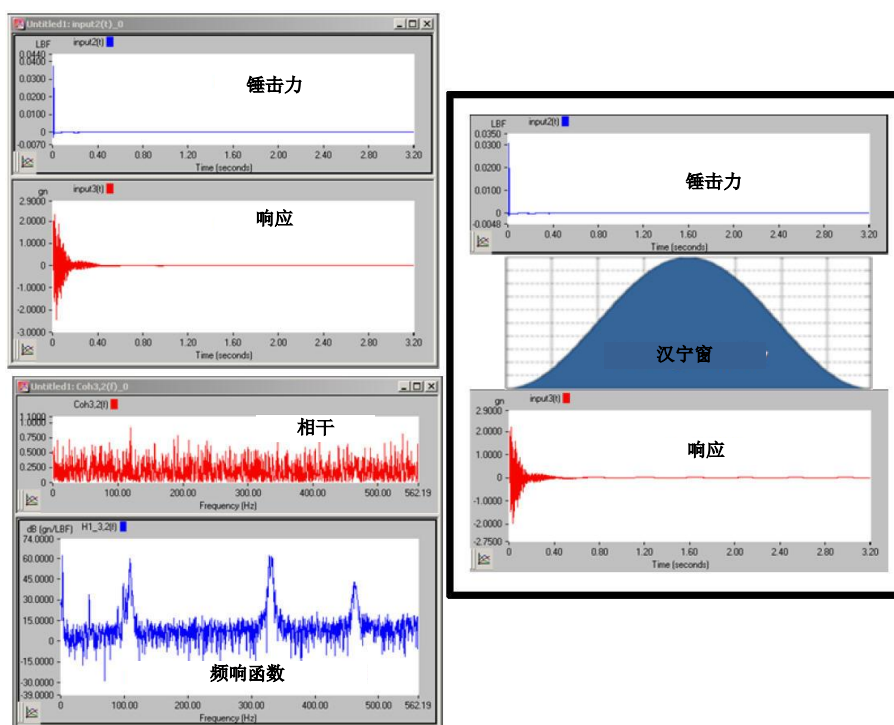 Untitled1: input2(t)_0
LBF input2(t)
锤击力
0.0440
0.0400
0.0300
0.0200
0.0100
0
-0.0070
0 0.40 0.80 1.20 1.60 2.00 2.40 2.80 3.20
Time (seconds)
gn input3(t)
响应
2.9000
2.0000
1.0000
0
-1.0000
-2.0000
-3.0000
0 0.40 0.80 1.20 1.60 2.00 2.40 2.80 3.20
Time (seconds)
Untitled1: Coh3,2(f)_0
Coh3,2(f)
相干
1.1000
1.0000
0.7500
0.5000
0.2500
0
0 100.00 200.00 300.00 400.00 500.00 562.19
Frequency (Hz)
dB (gn/LBF) H1_3,2(f)
74.0000
60.0000
45.0000
30.0000
15.0000
0
-15.0000
-30.0000
-39.0000
频响函数
0 100.00 200.00 300.00 400.00 500.00 562.19
Frequency (Hz)
LBF input2(t)
锤击力
0.0350
0.0300
0.0100
0
-0.0048
0 0.40 0.80 1.20 1.60 2.00 2.40 2.80 3.20
Time (seconds)
汉宁窗
gn input3(t)
响应
2.9000
2.0000
1.0000
0
-1.0000
-2.0000
-2.7500
0 0.40 0.80 1.20 1.60 2.00 2.40 2.80 3.20
Time (seconds)